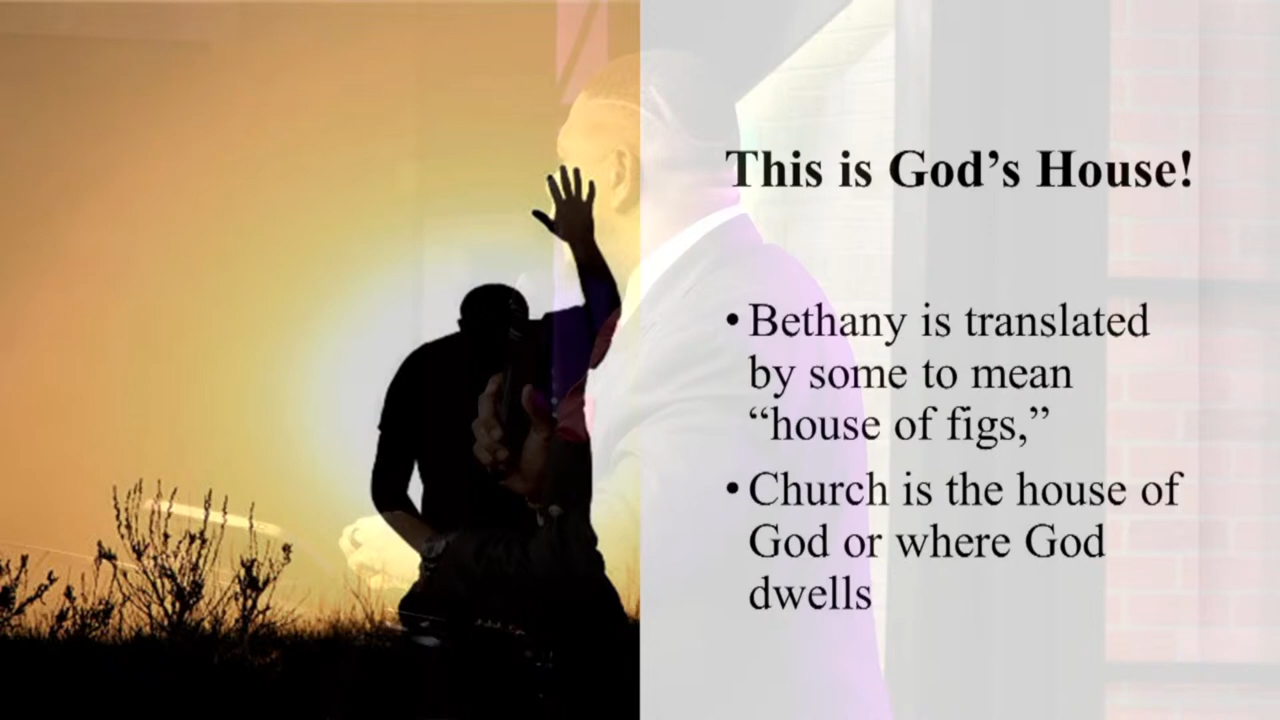 This is God’s House!
• Bethany is translated
by some to mean
“house of figs,”
• Church is the house of
God or where God
dwells